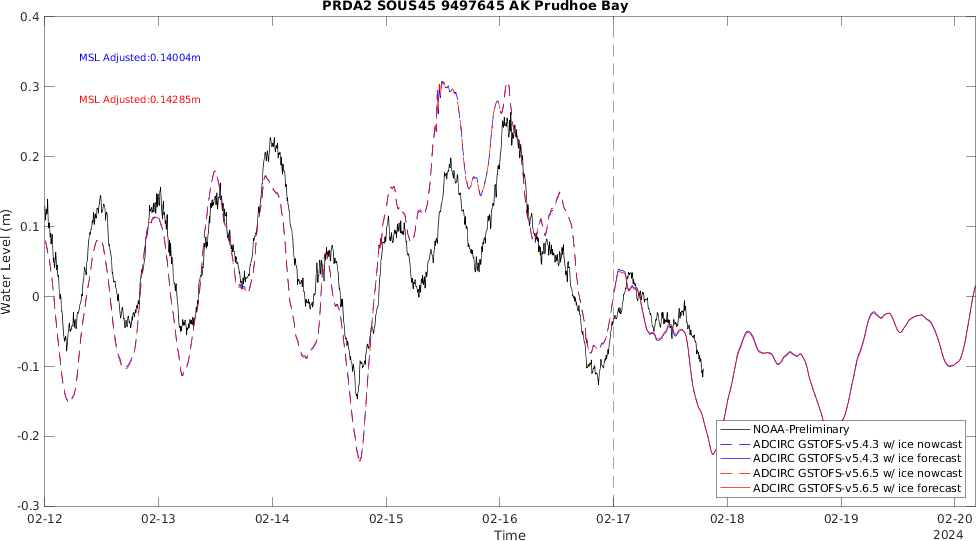 PRDA2 SOUS45 9497645 AK Prudhoe Bay
0.4
MSL Adjusted:0.14004m
0.3
MSL Adjusted:0.14285m
0.2
0.1
Water Level (m)
0
-0.1
-0.2
NOAA-Preliminary
ADCIRC GSTOFS-v5.4.3 w/ ice nowcast
ADCIRC GSTOFS-v5.4.3 w/ ice forecast
ADCIRC GSTOFS-v5.6.5 w/ ice nowcast
ADCIRC GSTOFS-v5.6.5 w/ ice forecast
-0.3
02-12 02-13 02-14 02-15 02-16 02-17 02-18 02-19 02-20
Time
2024